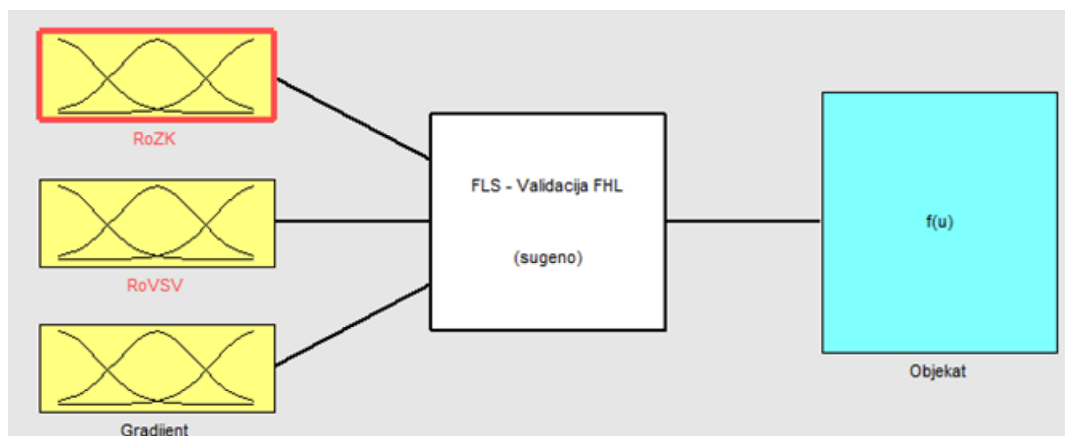 RoZK
RoVSV
Gradijent
FLS - Validacija FHL
(sugeno)
f(u)
Objekat